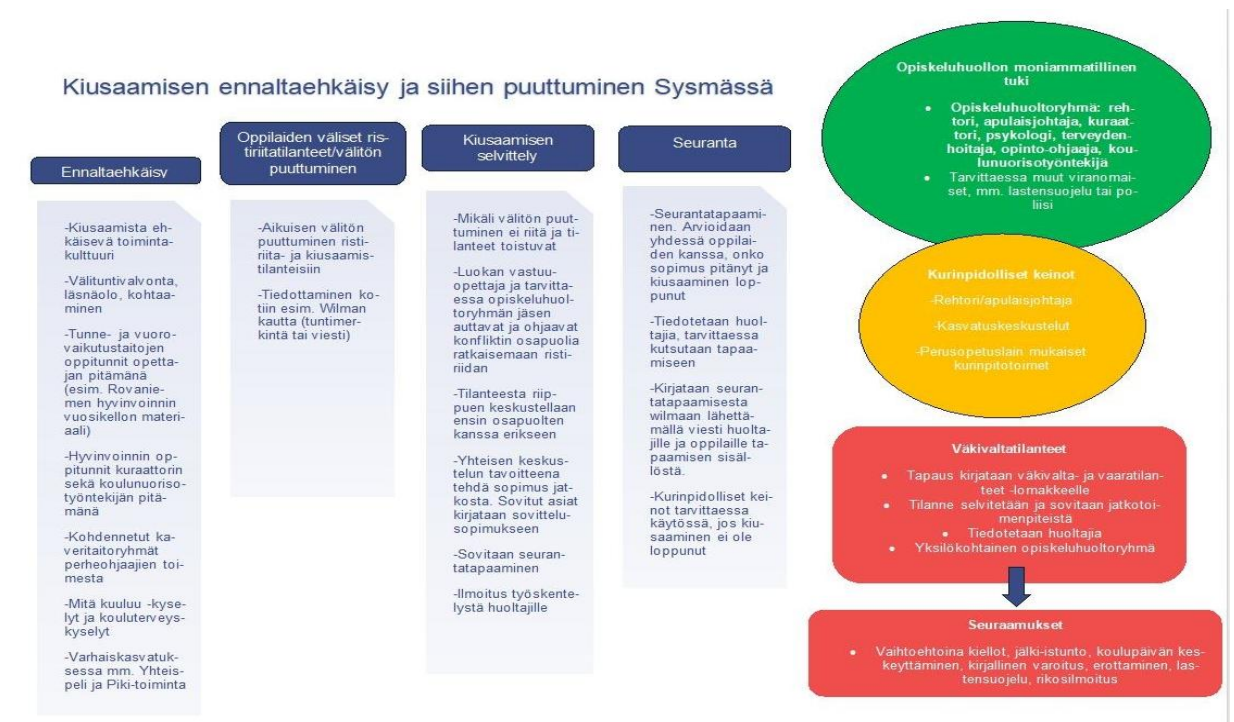 Kiusaamisen ennaltaehkäisy ja siihen puuttuminen Sysmässä
Ennaltaehkäisy
-Kiusaamista eh-
käisevä toiminta-
kulttuuri
-Välituntivalvonta,
läsnäolo, kohtaa-
minen
-Tunne- ja vuoro-
vaikutustaitojen
oppitunnit opetta-
jan pitämänä
(esim. Rovanie-
men hyvinvoinnin
vuosikellon materi-
aali)
-Hyvinvoinnin op-
pitunnit kuraattorin
sekä koulunuoriso-
työntekijän pitä-
mänä
-Kohdennetut ka-
veritaitoryhmät
perheohjaajien toi-
mesta
-Mitä kuuluu -kyse-
lyt ja kouluterveys-
kyselyt
-Varhaiskasvatuk-
sessa mm. Yhteis-
peli ja Piki-toiminta
Oppilaiden väliset ris-
tiriitatilanteet/välitön
puuttuminen
-Aikuisen välitön
puuttuminen risti-
riita- ja kiusaamis-
tilanteisiin
-Tiedottaminen ko-
tiin esim. Wilman
kautta (tuntimer-
kintä tai viesti)
Kiusaamisen
selvittely
-Mikäli välitön puut-
tuminen ei riitä ja ti-
lanteet toistuvat
-Luokan vastuu-
opettaja ja tarvitta-
essa opiskeluhuol-
toryhmän jäsen
auttavat ja ohjaavat
konfliktin osapuolia
ratkaisemaan risti-
riidan
-Tilanteesta riip-
puen keskustellaan
ensin osapuolten
kanssa erikseen
-Yhteisen keskus-
telun tavoitteena
tehdä sopimus jat-
kosta. Sovitut asiat
kirjataan sovittelu-
sopimukseen
-Sovitaan seuran-
tatapaaminen
-Ilmoitus työskente-
lystä huoltajille
Seuranta
-Seurantatapaami-
nen. Arvioidaan
yhdessä oppilai-
den kanssa, onko
sopimus pitänyt ja
kiusaaminen lop-
punut
-Tiedotetaan huol-
tajia, tarvittaessa
kutsutaan tapaa-
miseen
-Kirjataan seuran-
tatapaamisesta
wilmaan lähettä-
mällä viesti huolta-
jille ja oppilaille ta-
paamisen sisäl-
löstä.
-Kurinpidolliset kei-
not tarvittaessa
käytössä, jos kiu-
saaminen ei ole
loppunut
Opiskeluhuollon moniammatillinen
tuki
• Opiskeluhuoltoryhmä: reh-
tori, apulaisjohtaja, kuraat-
tori, psykologi, terveyden-
hoitaja, opinto-ohjaaja, kou-
lunuorisotyöntekijä
• Tarvittaessa muut viranomai-
set, mm. lastensuojelu tai po-
liisi
Kurinpidolliset keinot
-Rehtori/apulaisjohtaja
-Kasvatuskeskustelut
-Perusopetuslain mukaiset
kurinpitotoimet
Väkivaltatilanteet
• Tapaus kirjataan väkivalta- ja vaaratilan-
teet -lomakkeelle
• Tilanne selvitetään ja sovitaan jatkotoi-
menpiteistä
• Tiedotetaan huoltajia
• Yksilökohtainen opiskeluhuoltoryhmä
Seuraamukset
• Vaihtoehtoina kiellot, jälki-istunto, koulupäivän kes-
keyttäminen, kirjallinen varoitus, erottaminen, las-
tensuojelu, rikosilmoitus